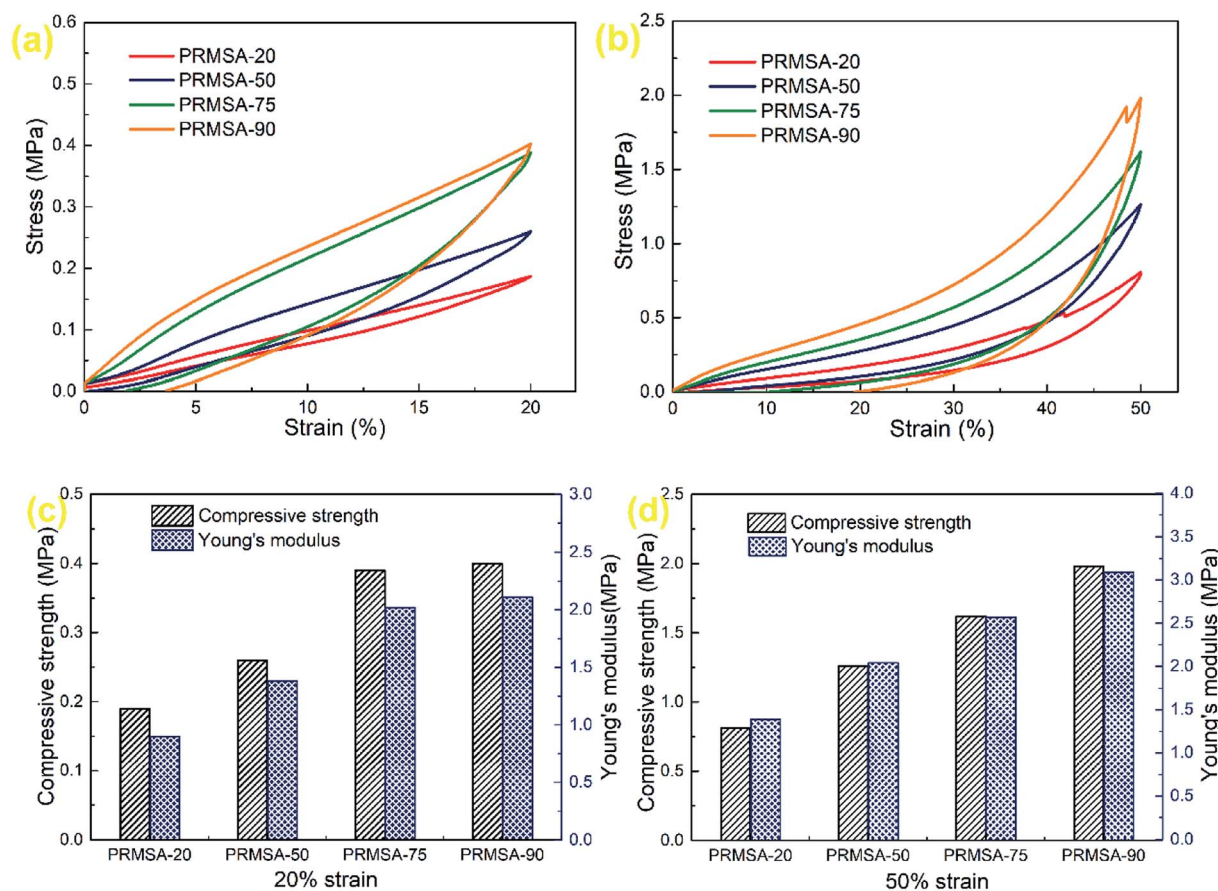 (a)
PRMSA-20
PRMSA-50
PRMSA-75
PRMSA-90
Stress (MPa)
0.6
0.5
0.4
0.3
0.2
0.1
0.0
0 5 10 15 20
Strain (%)
(b)
PRMSA-20
PRMSA-50
PRMSA-75
PRMSA-90
Stress (MPa)
2.5
2.0
1.5
1.0
0.5
0.0
0 10 20 30 40 50
Strain (%)
(c)
Compressive strength
Young's modulus
Compressive strength (MPa)
0.5
0.4
0.3
0.2
0.1
0.0
Young's modulus(MPa)
3.0
2.5
2.0
1.5
1.0
0.5
0.0
PRMSA-20 PRMSA-50 PRMSA-75 PRMSA-90
20% strain
(d)
Compressive strength
Young's modulus
Compressive strength (MPa)
2.5
2.0
1.5
1.0
0.5
0.0
Young's modulus (MPa)
4.0
3.5
3.0
2.5
2.0
1.5
1.0
0.5
0.0
PRMSA-20 PRMSA-50 PRMSA-75 PRMSA-90
50% strain